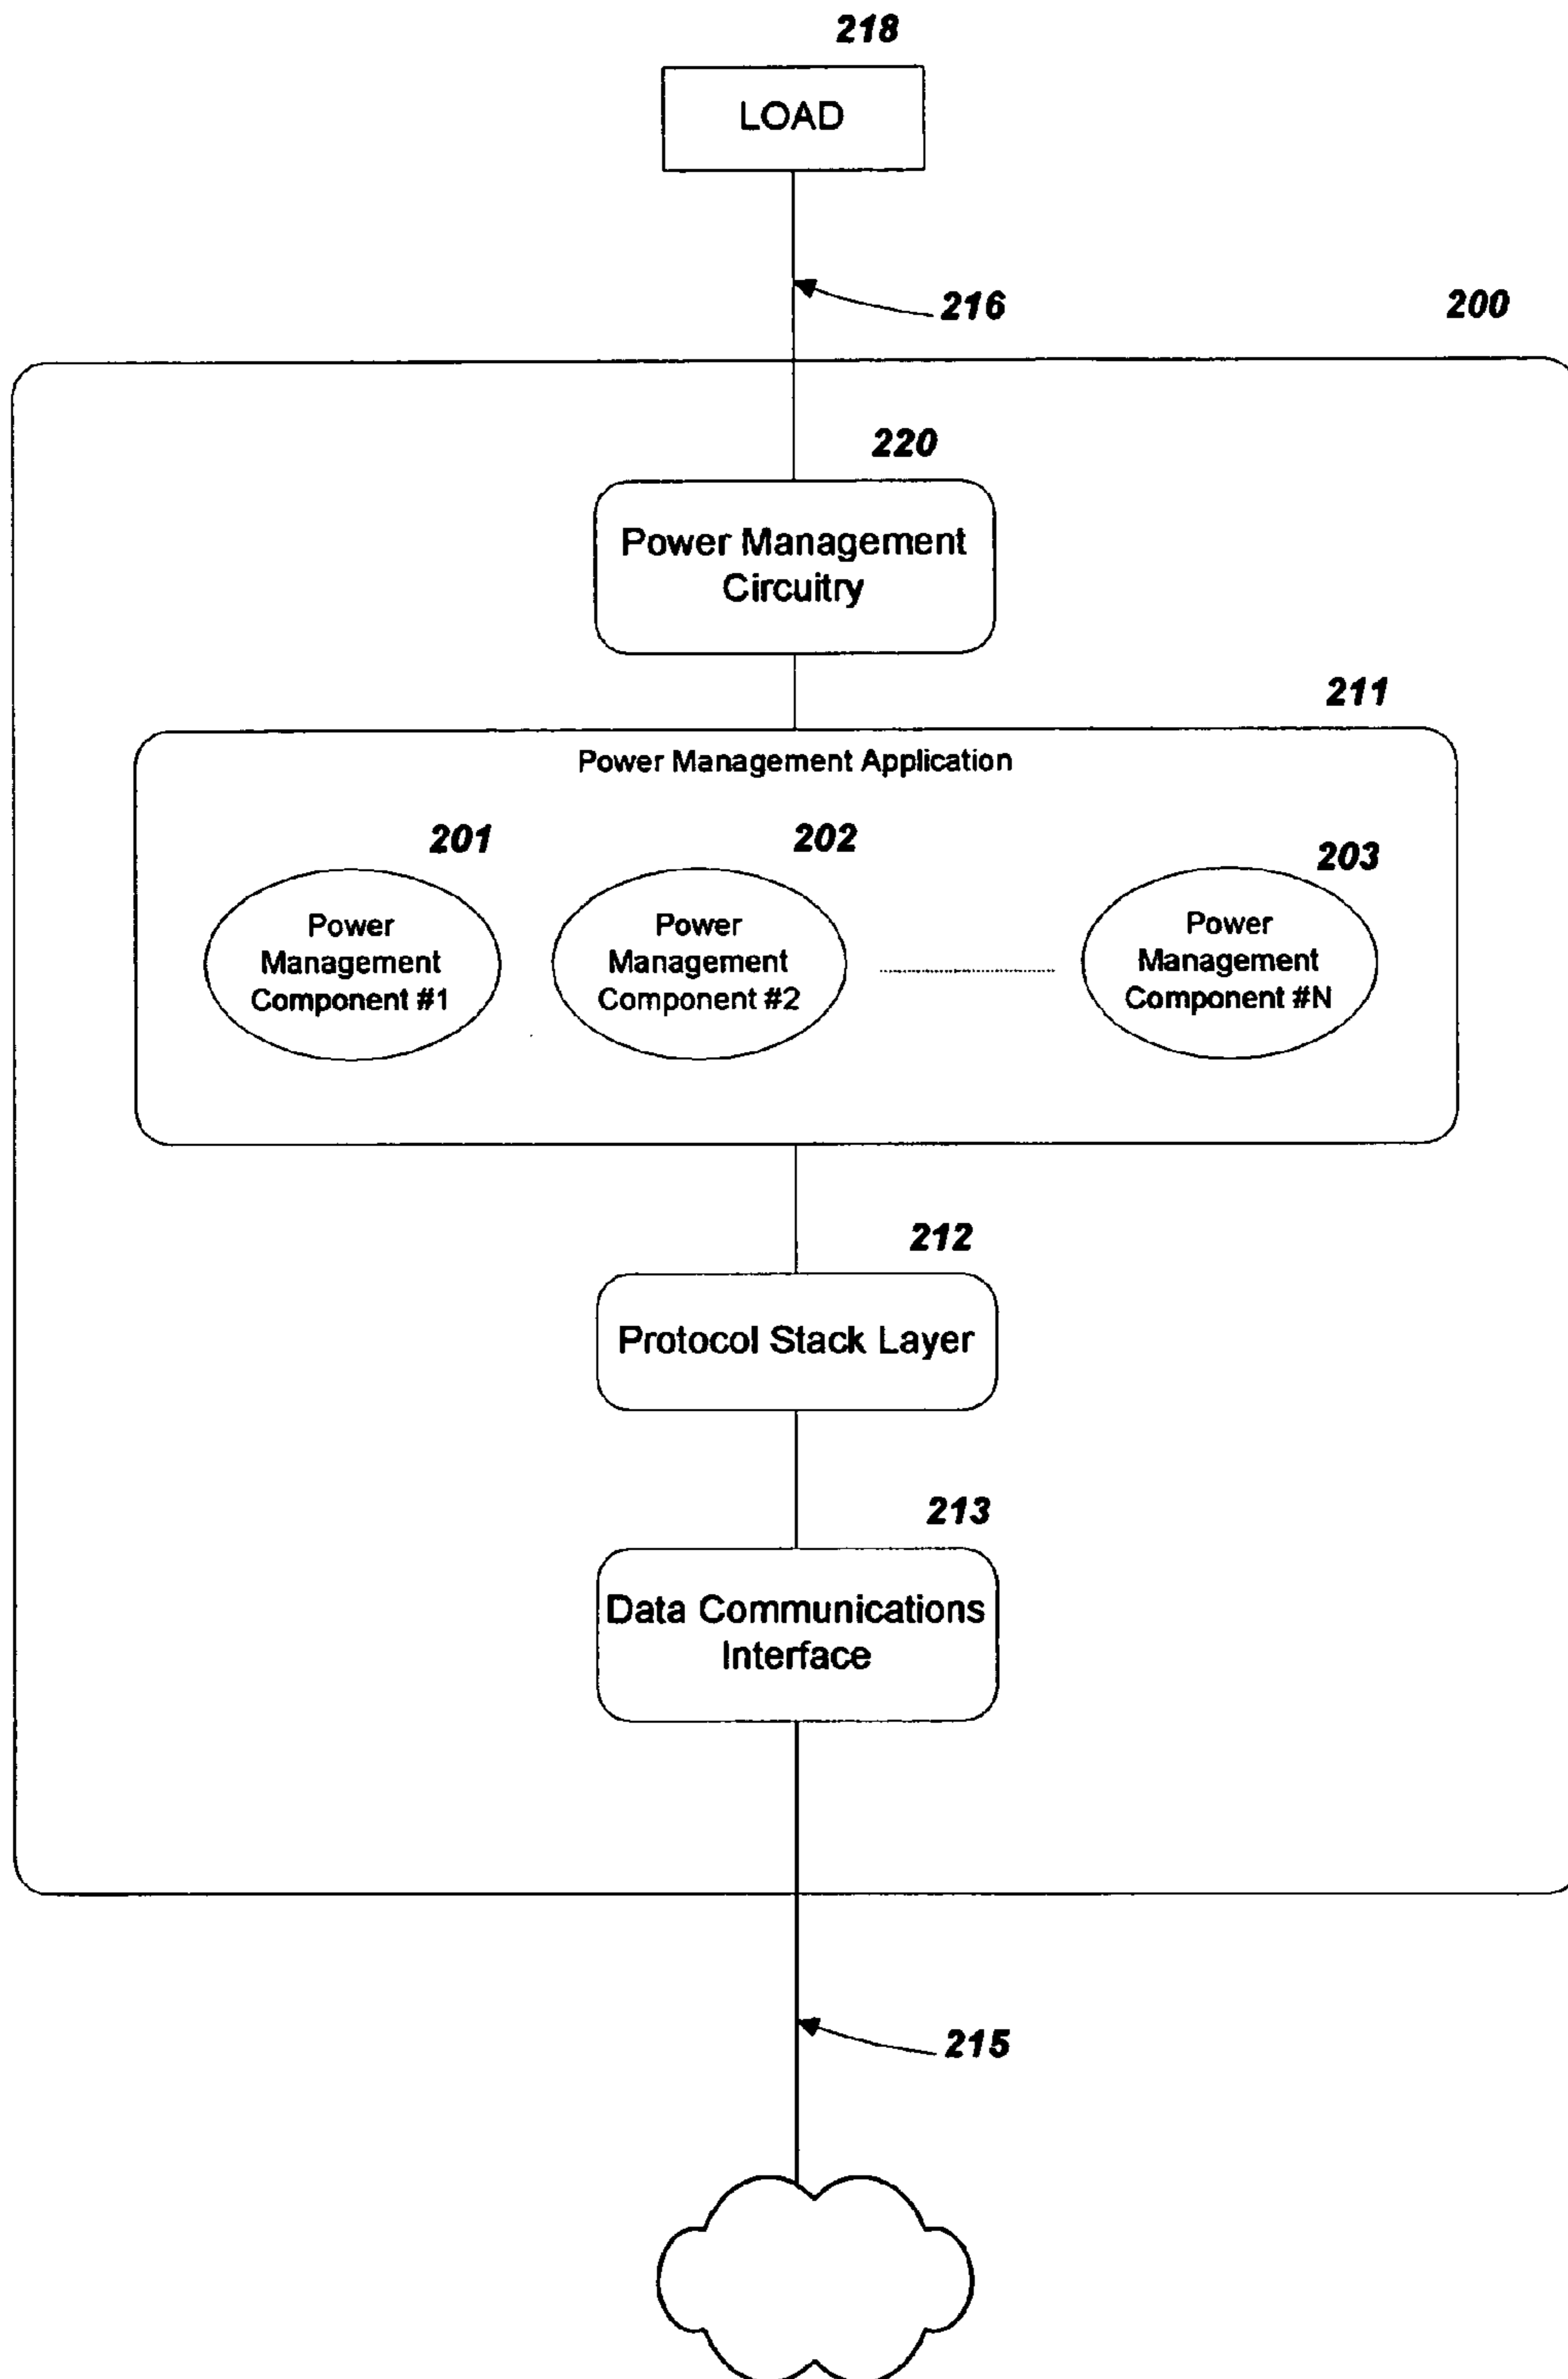 218
LOAD
216
200
220
Power Management
Circuitry
211
Power Management Application
201
202
203
Power
Management
Component #1
Power
Management
Component #2
Power
Management
Component #N
212
Protocol Stack Layer
213
Data Communications
Interface
215